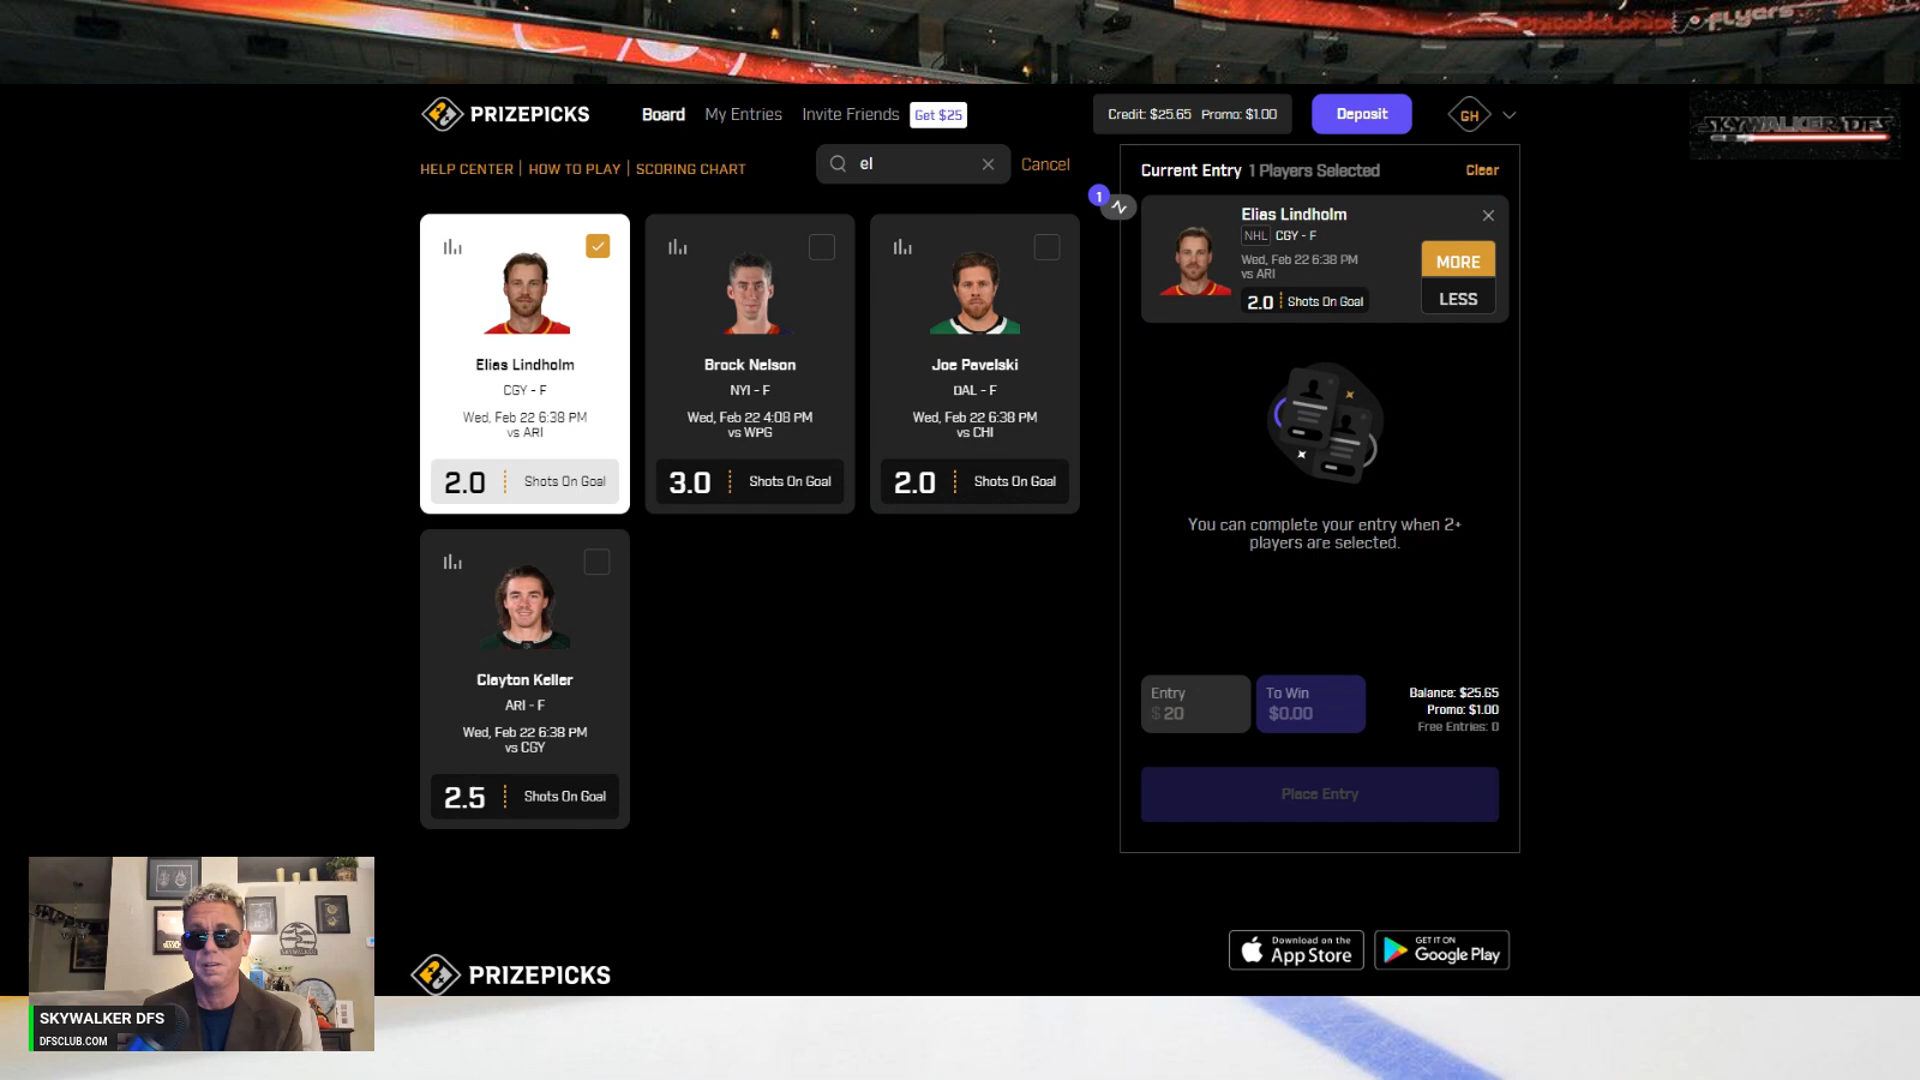 Philadelphia Flyers
PRIZEPICKS
Board
My Entries
Invite Friends
Get $25
Credit: $25.65 Promo: $1.00
Deposit
GH
SKYWALKER DFS
HELP CENTER | HOW TO PLAY | SCORING CHART
el
Cancel
Current Entry 1 Players Selected
Clear
1
Elias Lindholm
NHL CGY - F
Wed, Feb 22 6:38 PM
vs ARI
2.0 Shots On Goal
MORE
LESS
Elias Lindholm
CGY - F
Wed, Feb 22 6:38 PM
vs ARI
2.0 Shots On Goal
Brock Nelson
NYI - F
Wed, Feb 22 4:08 PM
vs WPG
3.0 Shots On Goal
Joe Pavelski
DAL - F
Wed, Feb 22 6:38 PM
vs CHI
2.0 Shots On Goal
You can complete your entry when 2+
players are selected.
Clayton Keller
ARI - F
Wed, Feb 22 6:38 PM
vs CGY
2.5 Shots On Goal
Entry
$ 20
To Win
$0.00
Balance: $25.65
Promo: $1.00
Free Entries: 0
Place Entry
Download on the
App Store
GET IT ON
Google Play
PRIZEPICKS
SKYWALKER DFS
DFSCLUB.COM